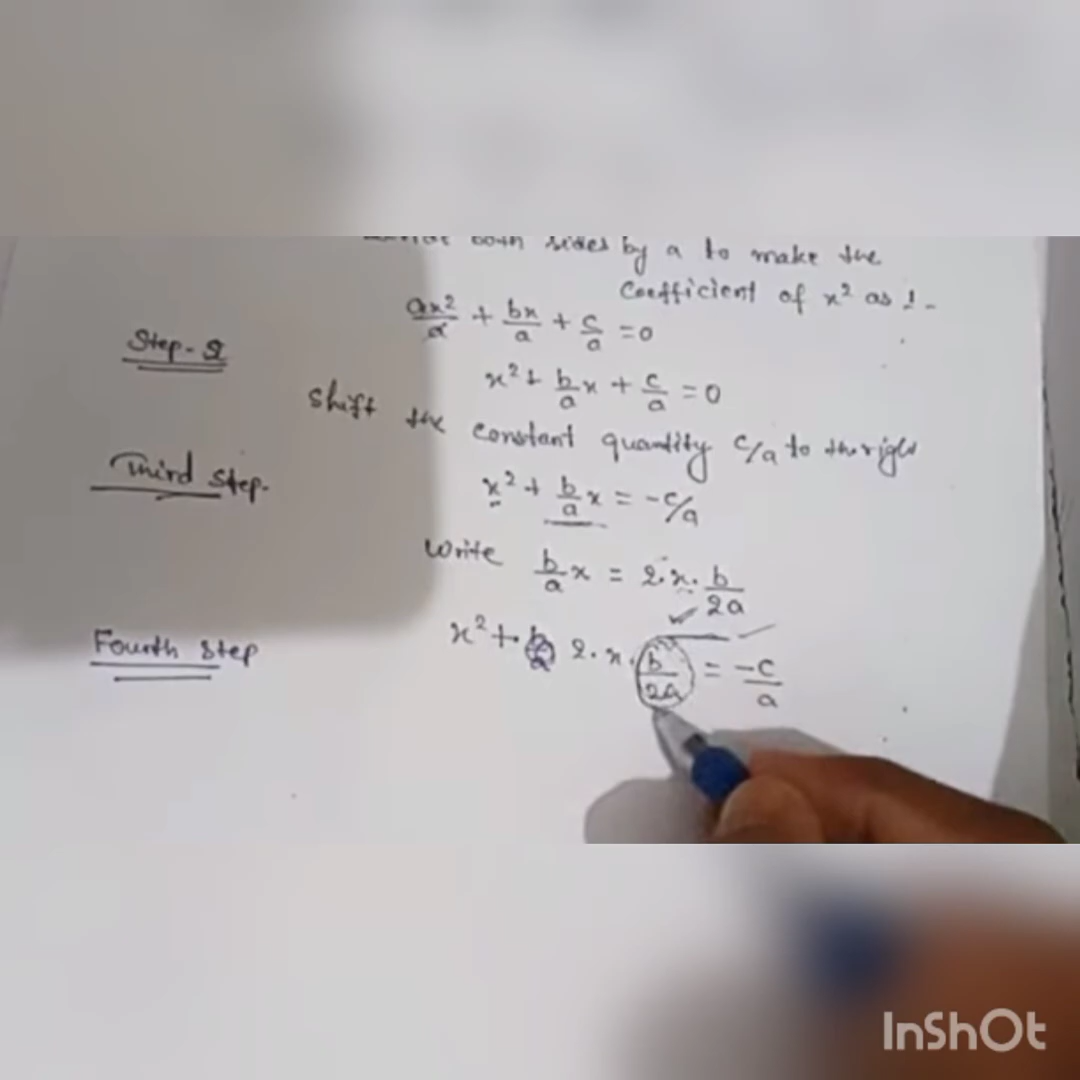 both sides by a to make the
coefficient of x² as 1.
ax²/a + bx/a + c/a = 0
Step-2
x² + b/a x + c/a = 0
Shift the constant quantity c/a to the right
Third Step.
x² + b/a x = -c/a
Write b/a x = 2.x. b/2a
Fourth Step
x² + 2.x. b/2a = -c/a
InShOt